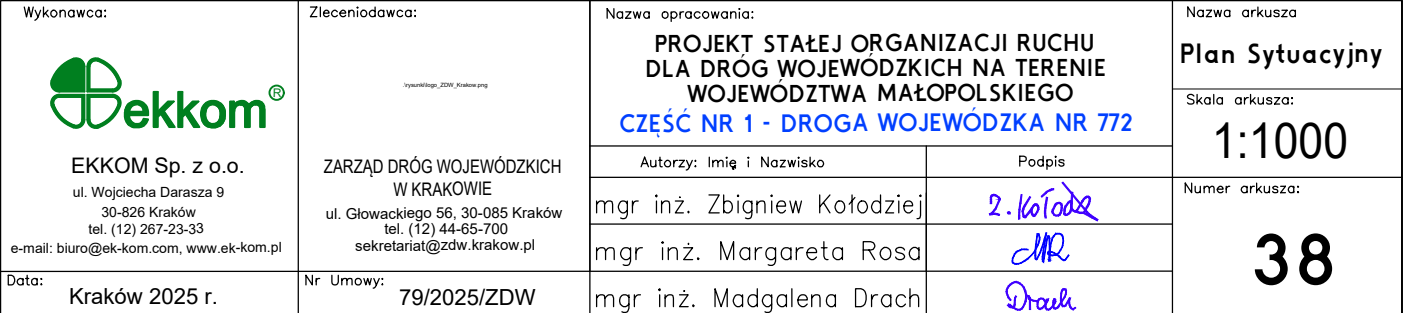 Wykonawca:
ekkom®
EKKOM Sp. z o.o.
ul. Wojciecha Darasza 9
30-826 Kraków
tel. (12) 267-23-33
e-mail: biuro@ek-kom.com, www.ek-kom.pl
Data:
Kraków 2025 r.
Zleceniodawca:
.\rysunki\logo_ZDW_Krakow.png
ZARZĄD DRÓG WOJEWÓDZKICH
W KRAKOWIE
ul. Głowackiego 56, 30-085 Kraków
tel. (12) 44-65-700
sekretariat@zdw.krakow.pl
Nr Umowy:
79/2025/ZDW
Nazwa opracowania:
PROJEKT STAŁEJ ORGANIZACJI RUCHU
DLA DRÓG WOJEWÓDZKICH NA TERENIE
WOJEWÓDZTWA MAŁOPOLSKIEGO
CZĘŚĆ NR 1 - DROGA WOJEWÓDZKA NR 772
Autorzy: Imię i Nazwisko
Podpis
mgr inż. Zbigniew Kołodziej
Z. Kołodz
mgr inż. Margareta Rosa
MR
mgr inż. Madgalena Drach
Drach
Nazwa arkusza
Plan Sytuacyjny
Skala arkusza:
1:1000
Numer arkusza:
38